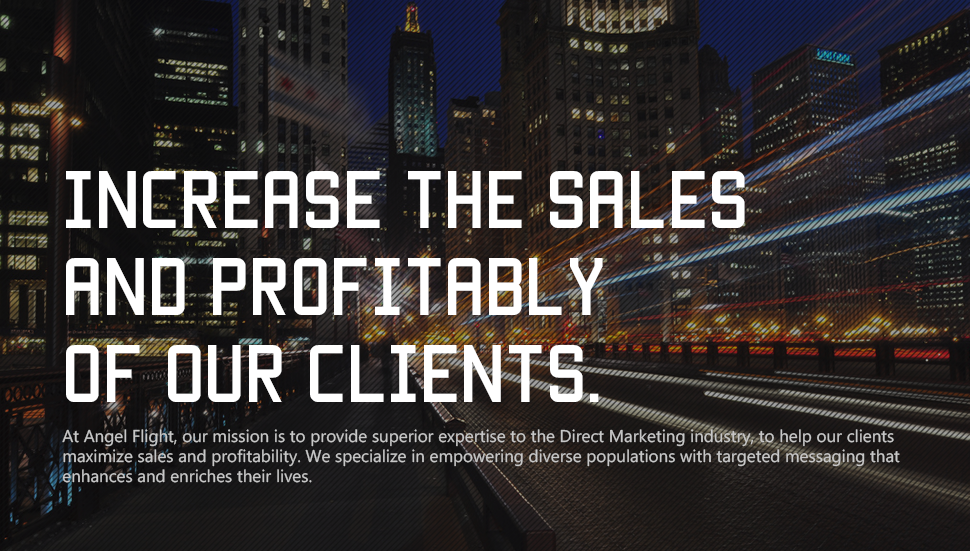 UNITRIN
INCREASE THE SALES
AND PROFITABLY
OF OUR CLIENTS.
At Angel Flight, our mission is to provide superior expertise to the Direct Marketing industry, to help our clients
maximize sales and profitability. We specialize in empowering diverse populations with targeted messaging that
enhances and enriches their lives.